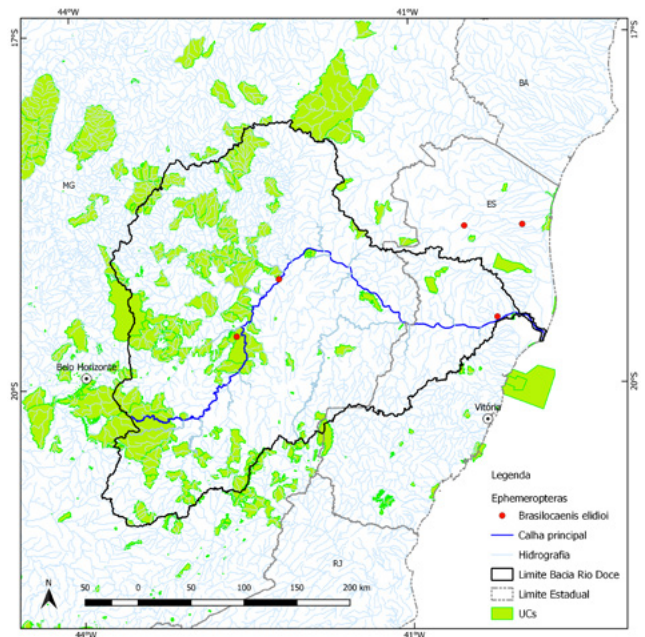 44°W 41°W
17°S 17°S
BA
MG
ES
Belo Horizonte
20°S 20°S
Vitória
Legenda
Ephemeropteras
Brasilocaenis elidioi
Calha principal
Hidrografia
RJ
Limite Bacia Rio Doce
N
50 0 50 100 150 200 km
Limite Estadual
UCs
44°W 41°W